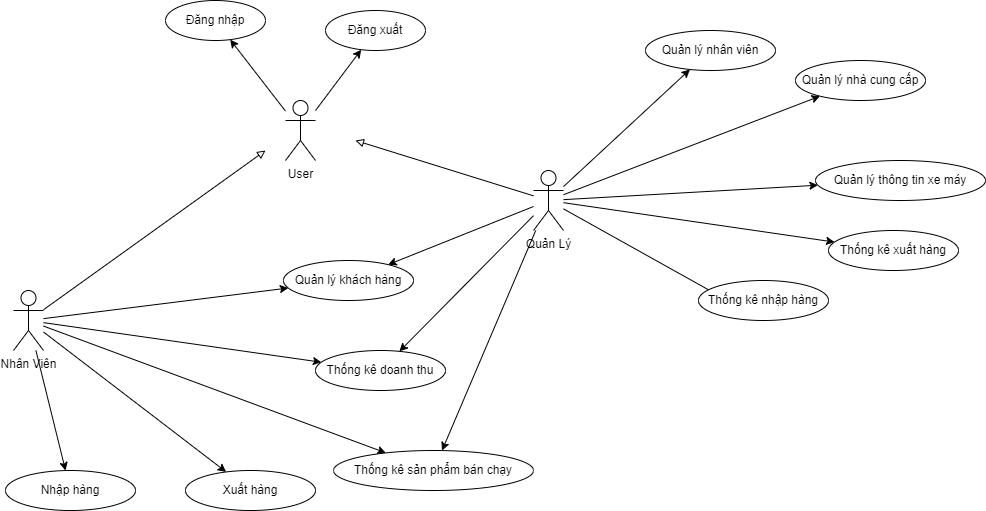 Đăng nhập
Đăng xuất
Quản lý nhân viên
Quản lý nhà cung cấp
User
Quản lý thông tin xe máy
Quản Lý
Thống kê xuất hàng
Quản lý khách hàng
Thống kê nhập hàng
Nhân Viên
Thống kê doanh thu
Thống kê sản phẩm bán chạy
Nhập hàng
Xuất hàng